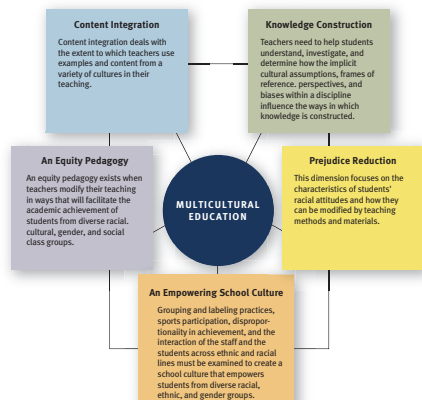 Content Integration
Content integration deals with
the extent to which teachers use
examples and content from a
variety of cultures in their
teaching.
Knowledge Construction
Teachers need to help students
understand, investigate, and
determine how the implicit
cultural assumptions, frames of
reference. perspectives, and
biases within a discipline
influence the ways in which
knowledge is constructed.
An Equity Pedagogy
An equity pedagogy exists when
teachers modify their teaching
in ways that will facilitate the
academic achievement of
students from diverse racial.
cultural, gender, and social
class groups.
MULTICULTURAL
EDUCATION
Prejudice Reduction
This dimension focuses on the
characteristics of students'
racial attitudes and how they
can be modified by teaching
methods and materials.
An Empowering School Culture
Grouping and labeling practices,
sports participation, dispropor-
tionality in achievement, and the
interaction of the staff and the
students across ethnic and racial
lines must be examined to create a
school culture that empowers
students from diverse racial,
ethnic, and gender groups.